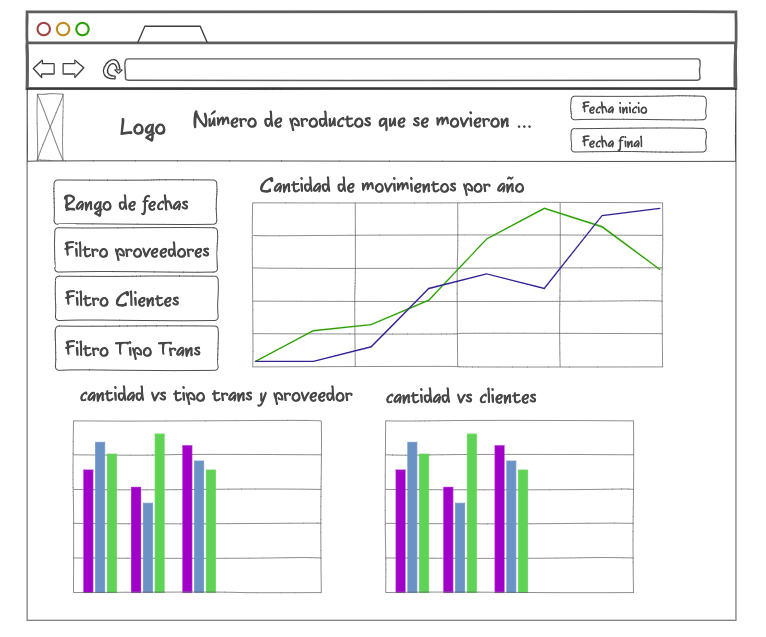 Logo
Número de productos que se movieron ...
Fecha inicio
Fecha final
Rango de fechas
Filtro proveedores
Filtro Clientes
Filtro Tipo Trans
Cantidad de movimientos por año
cantidad vs tipo trans y proveedor
cantidad vs clientes